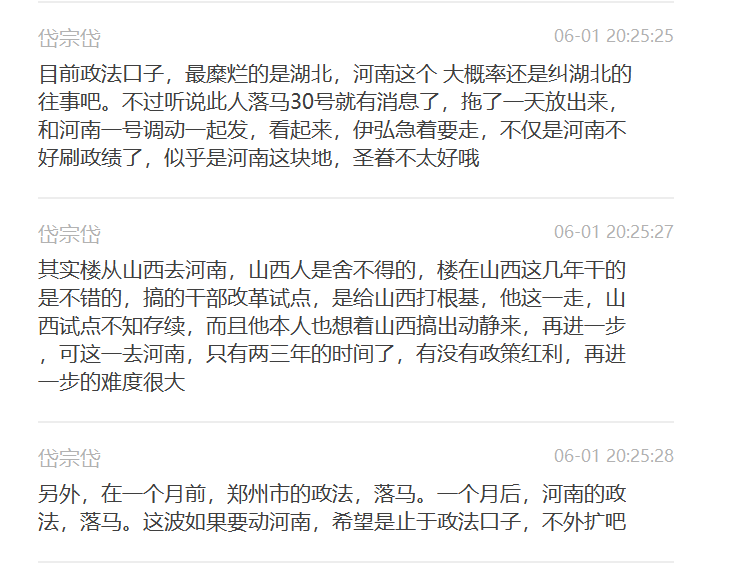 岱宗岱 06-01 20:25:25
目前政法口子，最糜烂的是湖北，河南这个 大概率还是纠湖北的
往事吧。不过听说此人落马30号就有消息了，拖了一天放出来，
和河南一号调动一起发，看起来，伊弘急着要走，不仅是河南不
好刷政绩了，似乎是河南这块地，圣眷不太好哦
岱宗岱 06-01 20:25:27
其实楼从山西去河南，山西人是舍不得的，楼在山西这几年干的
是不错的，搞的干部改革试点，是给山西打根基，他这一走，山
西试点不知存续，而且他本人也想着山西搞出动静来，再进一步
，可这一去河南，只有两三年的时间了，有没有政策红利，再进
一步的难度很大
岱宗岱 06-01 20:25:28
另外，在一个月前，郑州市的政法，落马。一个月后，河南的政
法，落马。这波如果要动河南，希望是止于政法口子，不外扩吧